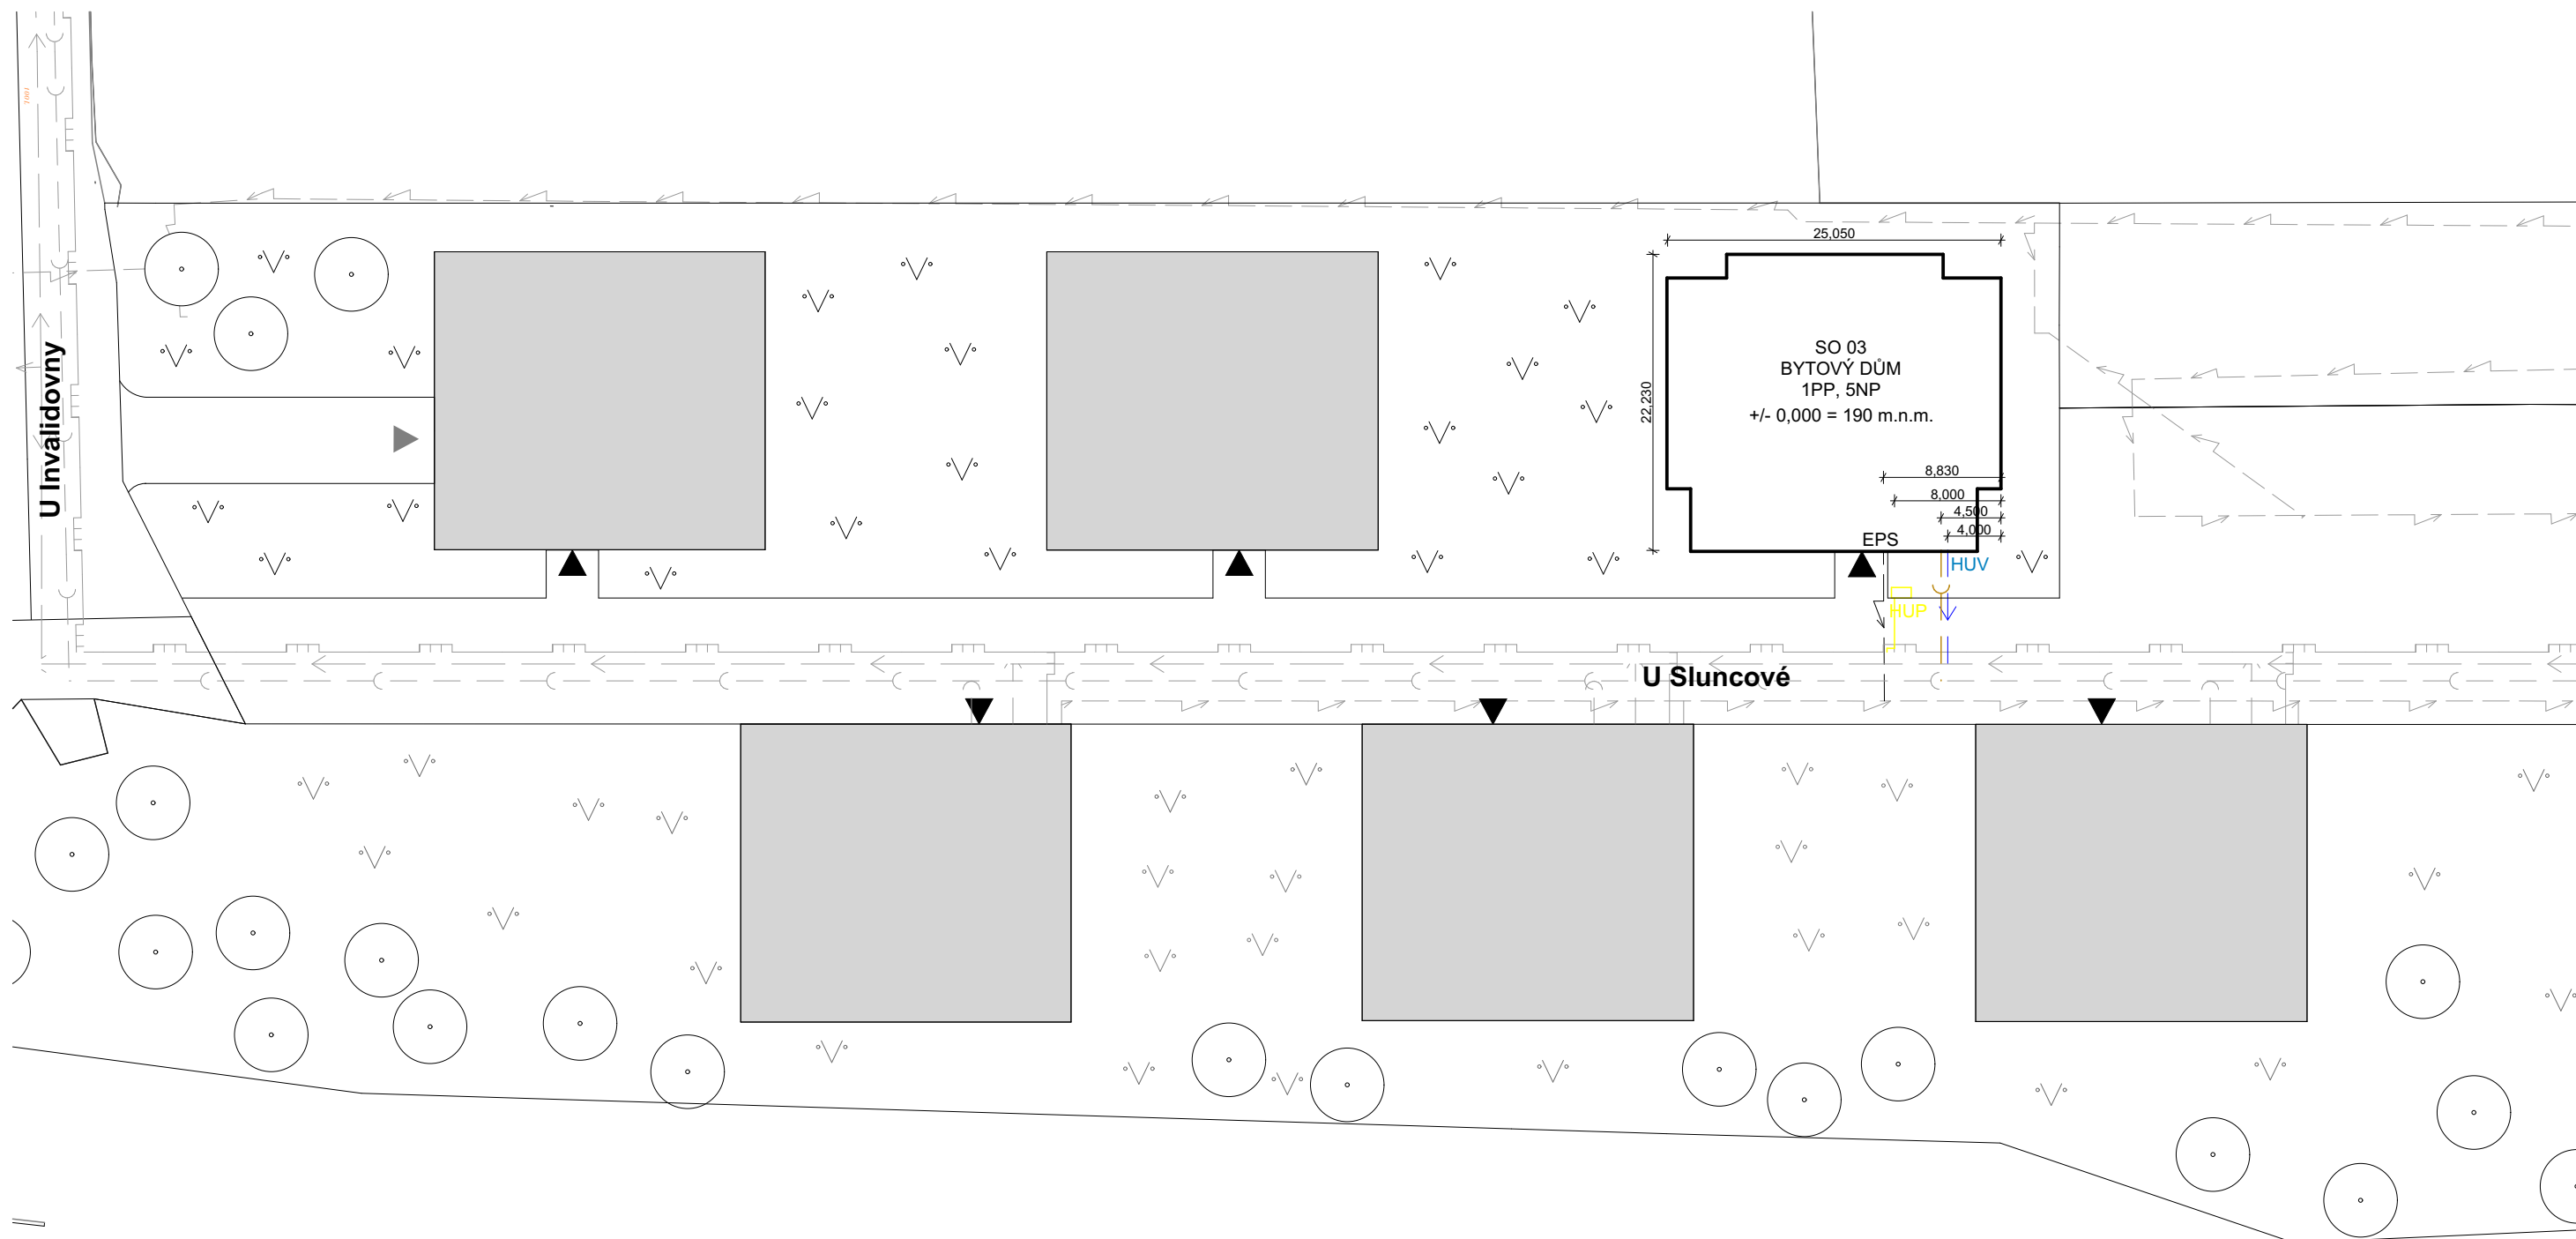 25,050
22,230
SO 03
BYTOVÝ DŮM
1PP, 5NP
+/- 0,000 = 190 m.n.m.
8,830
8,000
4,500
4,000
EPS
HUV
HUP
U Invalidovny
U Sluncové